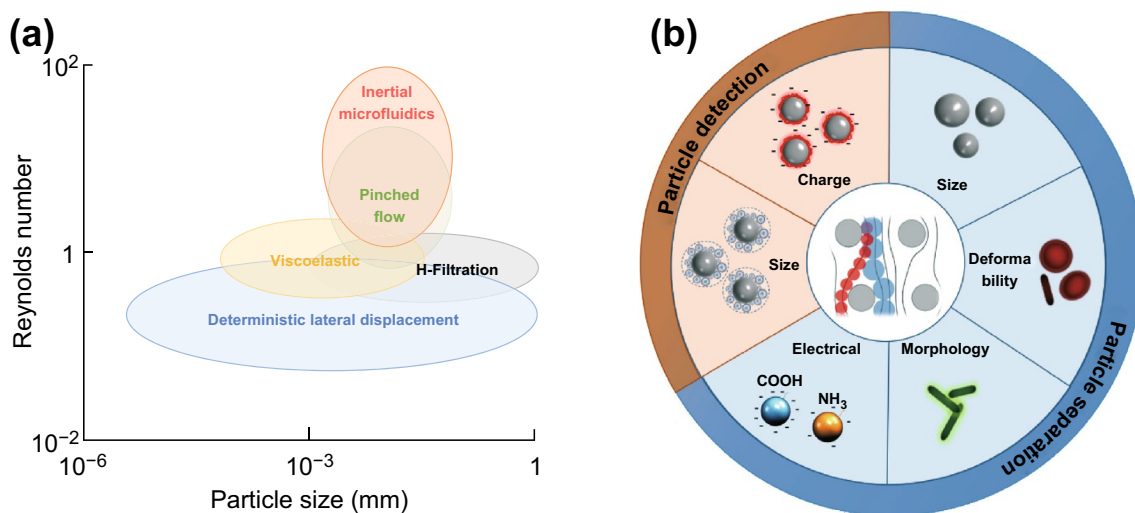 (a)
10²
Inertial
microfluidics
Pinched
flow
1
Viscoelastic
H-Filtration
Deterministic lateral displacement
10⁻²
Reynolds number
10⁻⁶
10⁻³
1
Particle size (mm)
(b)
Particle detection
Particle separation
Charge
Size
Size
Deforma
bility
Electrical
Morphology
COOH
NH₃